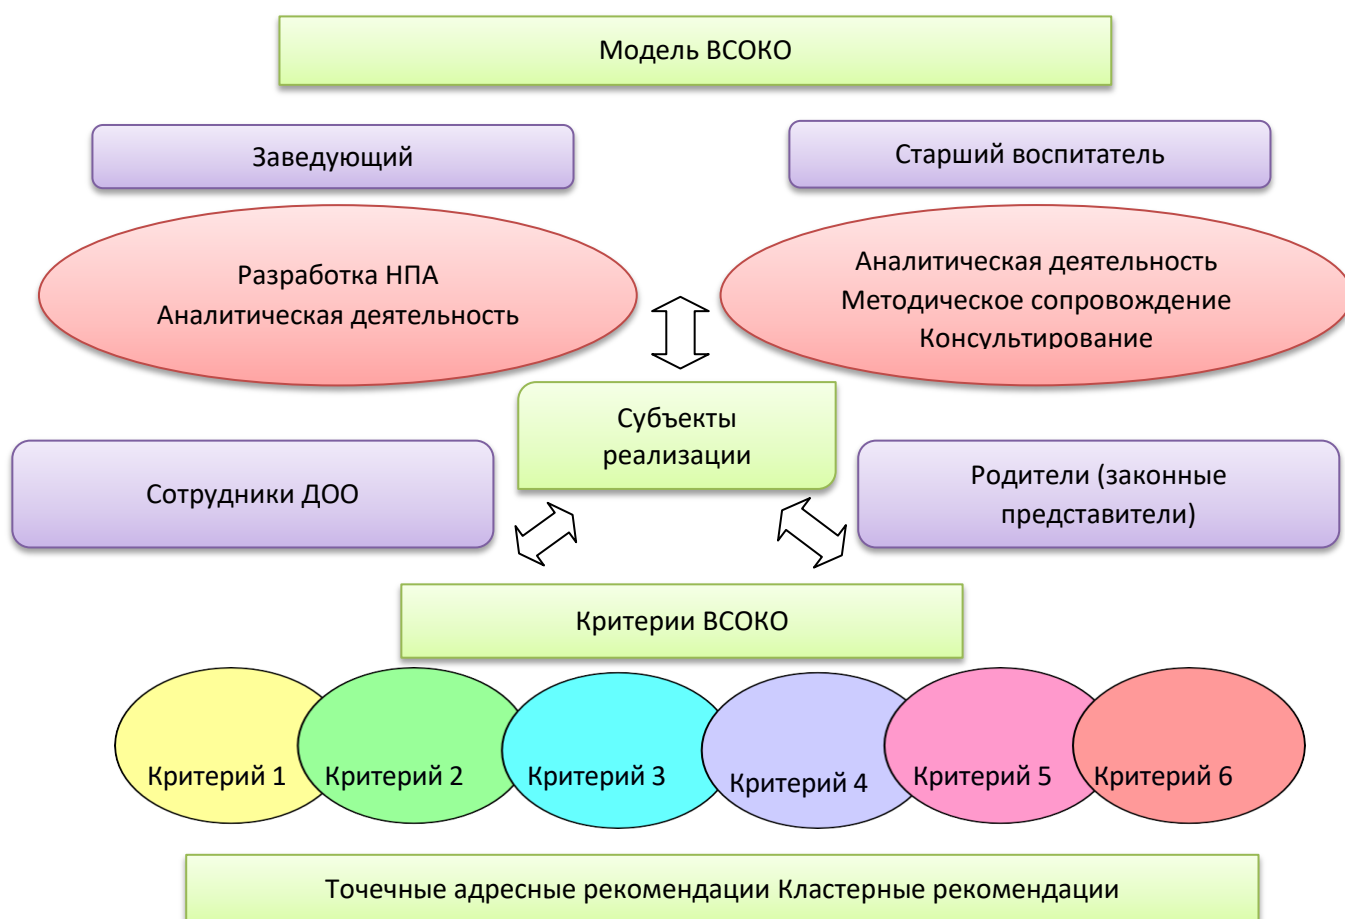 Модель ВСОКО
Заведующий
Старший воспитатель
Разработка НПА
Аналитическая деятельность
Аналитическая деятельность
Методическое сопровождение
Консультирование
Субъекты
реализации
Сотрудники ДОО
Родители (законные
представители)
Критерии ВСОКО
Критерий 1
Критерий 2
Критерий 3
Критерий 4
Критерий 5
Критерий 6
Точечные адресные рекомендации Кластерные рекомендации